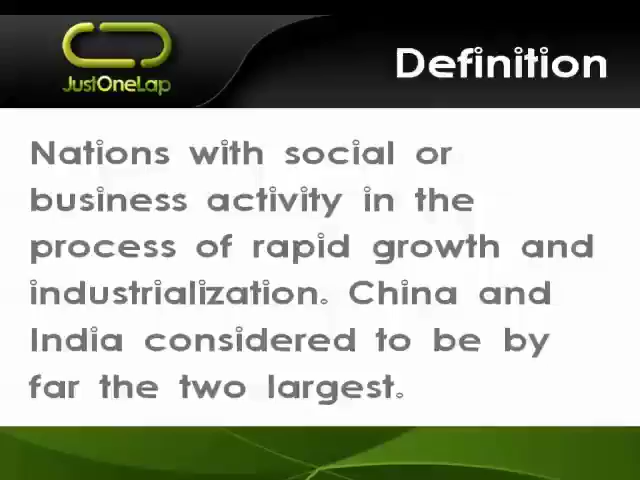 JustOneLap
Definition
Nations with social or
business activity in the
process of rapid growth and
industrialization. China and
India considered to be by
far the two largest.